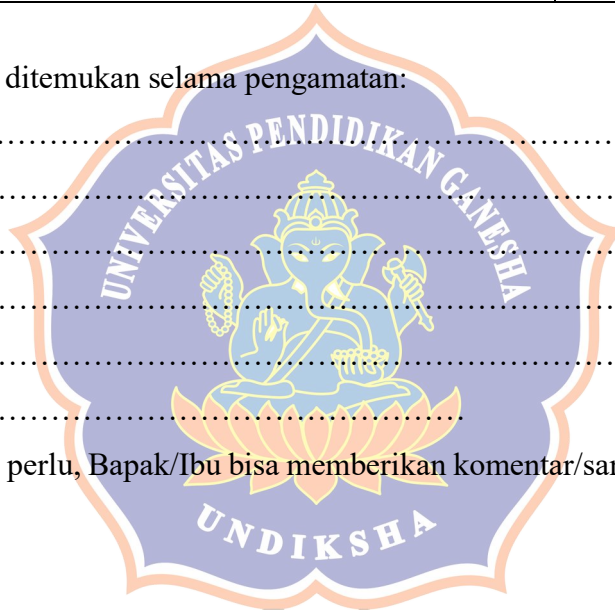 ditemukan selama pengamatan:
UNIVERSITAS PENDIDIKAN GANESHA
……………………………………………………………
……………………………………………………………
……………………………………………………………
……………………………………………………………
……………………………………………………………
……………………………………………
perlu, Bapak/Ibu bisa memberikan komentar/sar
UNDIKSHA